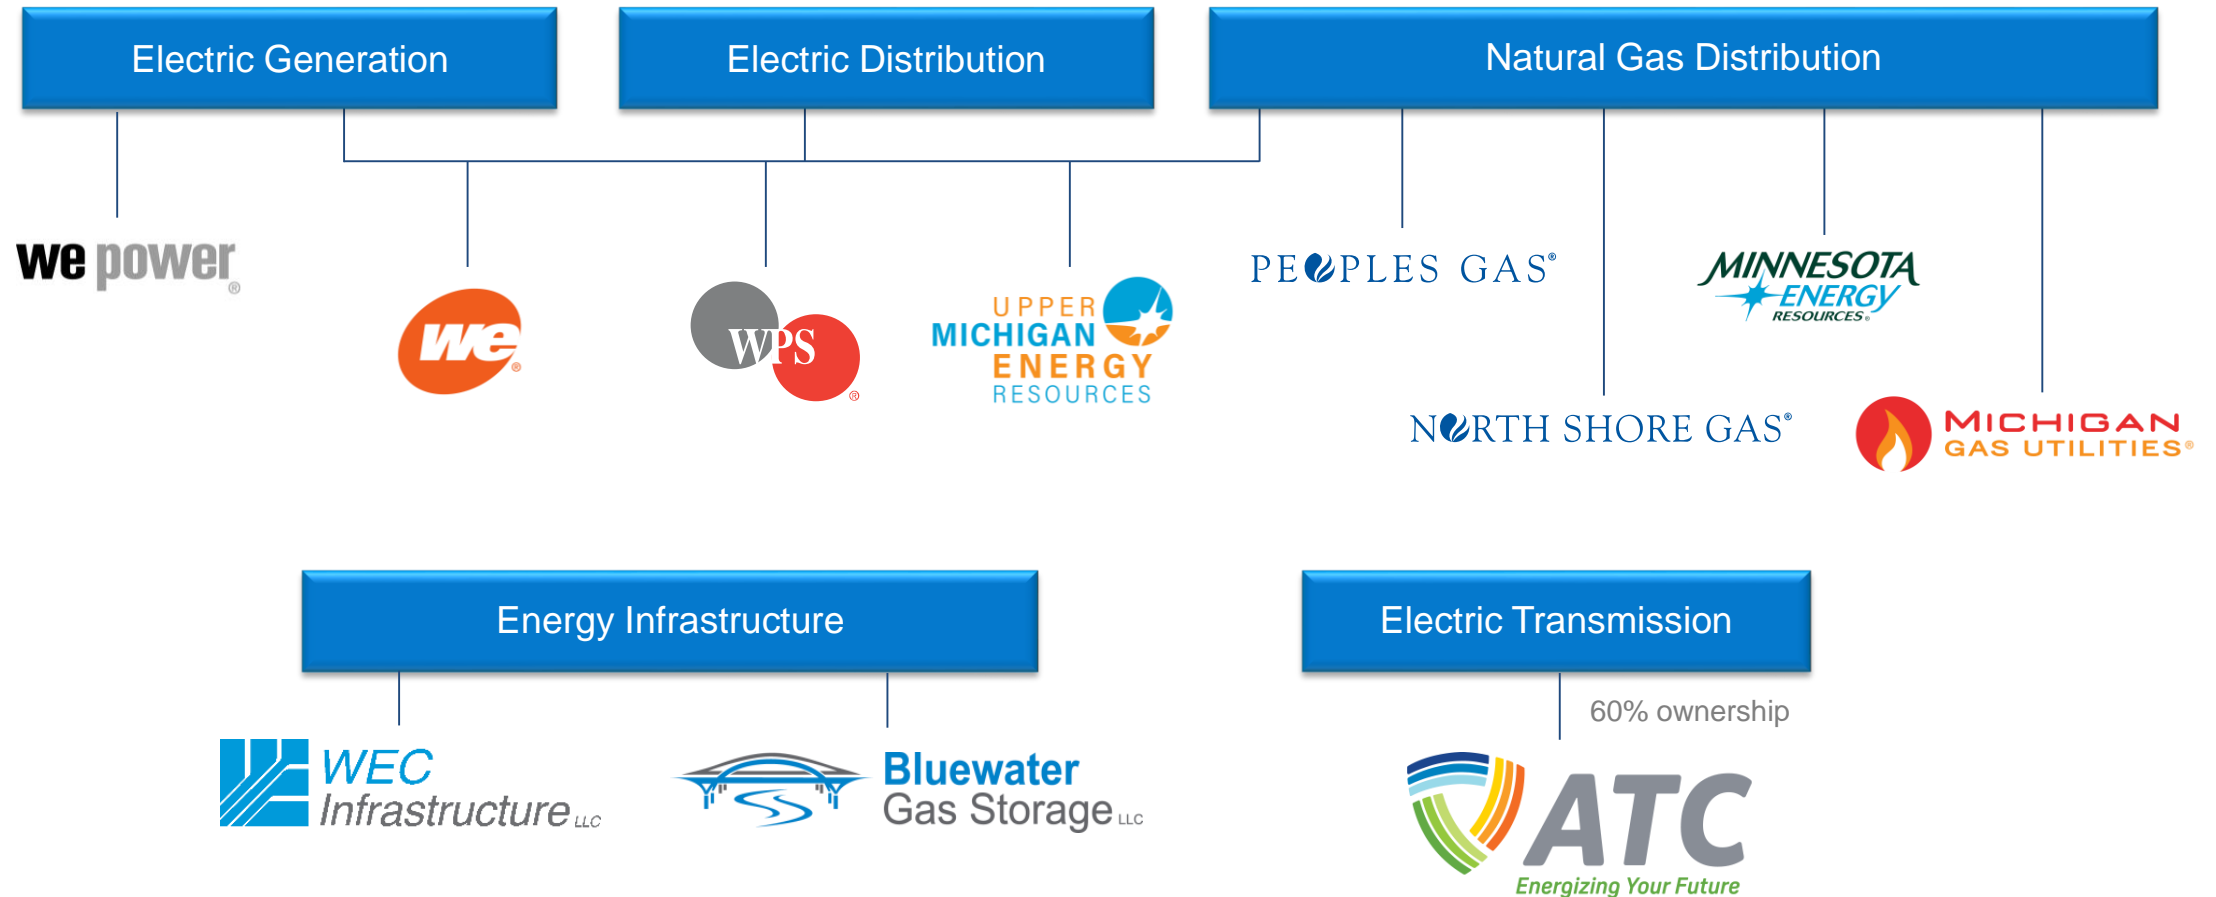 Electric Generation
Electric Distribution
Natural Gas Distribution
we power®
we®
WPS®
UPPER
MICHIGAN
ENERGY
RESOURCES
PEOPLES GAS®
NORTH SHORE GAS®
MINNESOTA
ENERGY
RESOURCES®
MICHIGAN
GAS UTILITIES®
Energy Infrastructure
Electric Transmission
60% ownership
WEC
Infrastructure LLC
Bluewater
Gas Storage LLC
ATC
Energizing Your Future